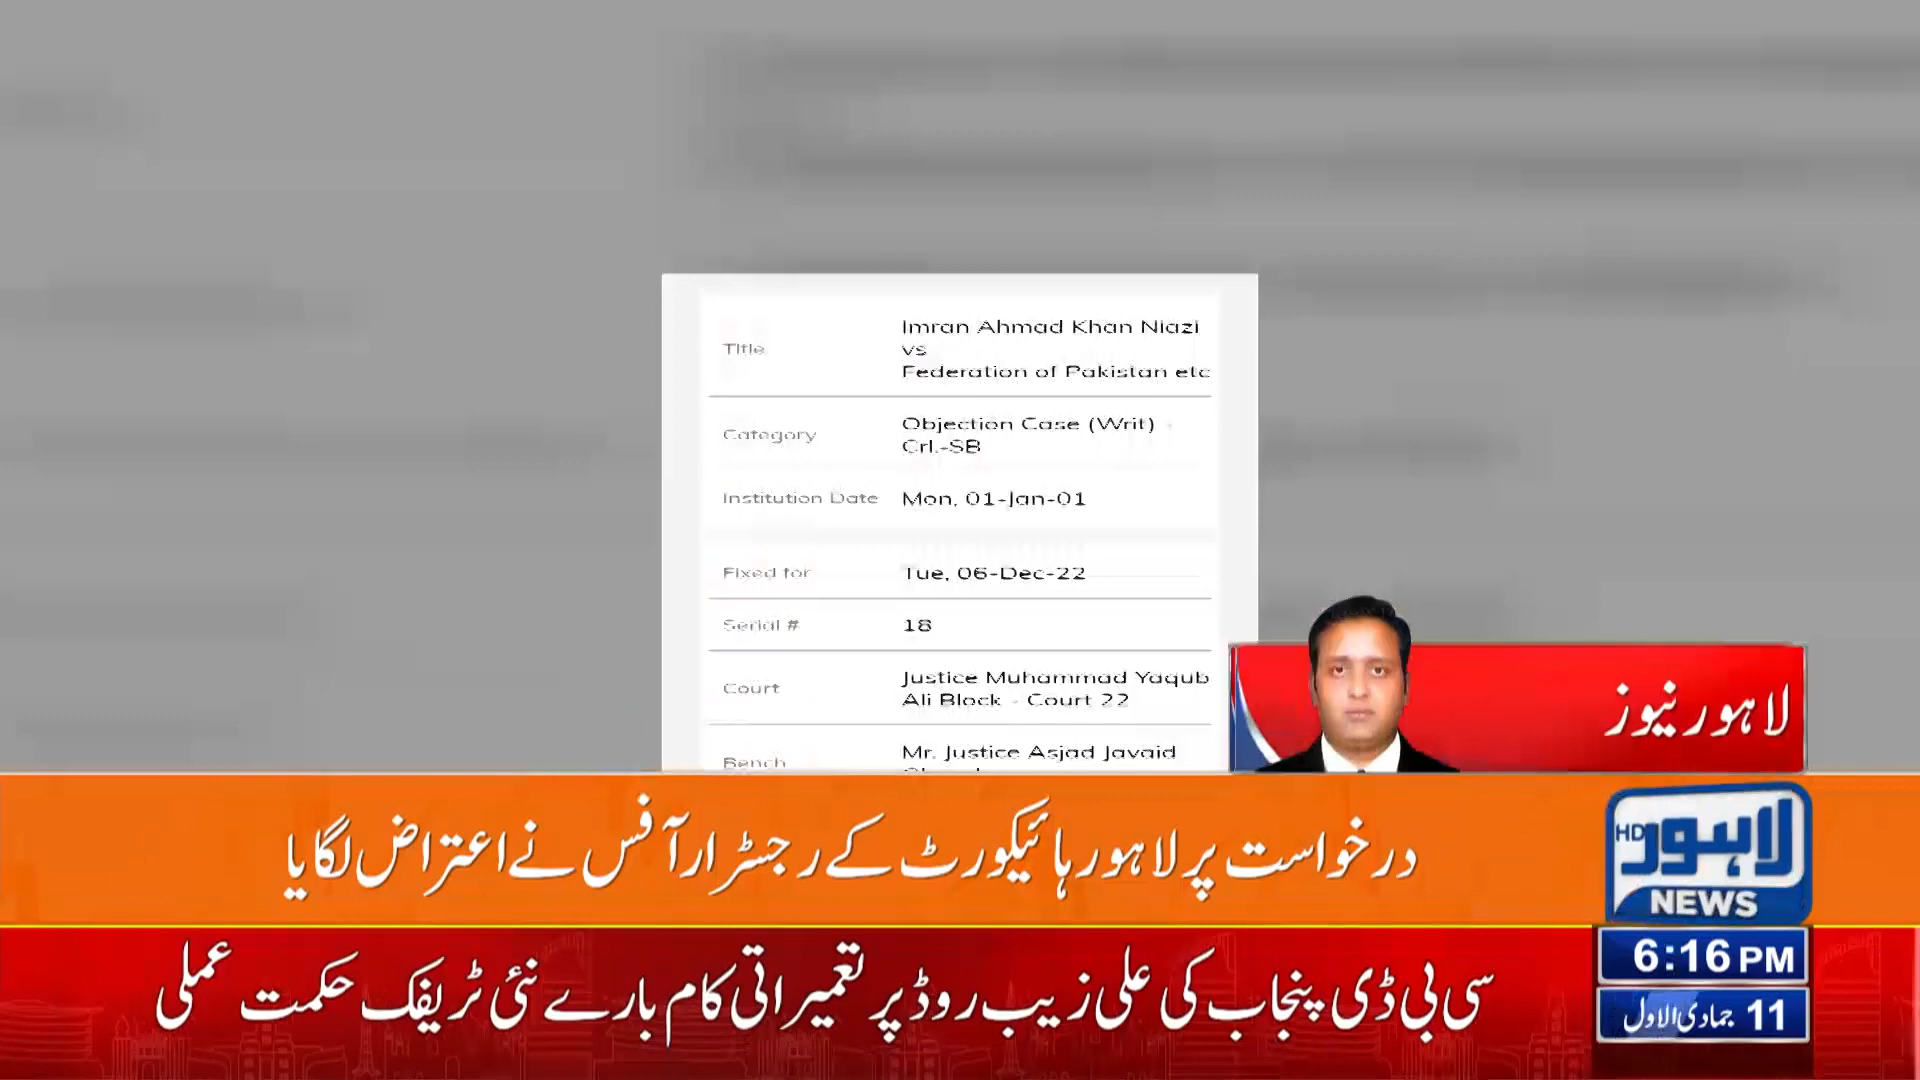 Title
Imran Ahmad Khan Niazi
vs
Federation of Pakistan etc
Category
Objection Case (Writ) -
Crl.-SB
Institution Date
Mon, 01-Jan-01
Fixed for
Tue, 06-Dec-22
Serial #
18
Court
Justice Muhammad Yaqub
Ali Block - Court 22
Bench
Mr. Justice Asjad Javaid
لاہور نیوز
درخواست پر لاہور ہائیکورٹ کے رجسٹرار آفس نے اعتراض لگایا
لاہور
HD
NEWS
سی بی ڈی پنجاب کی علی زیب روڈ پر تعمیراتی کام بارے نئی ٹریفک حکمت عملی
6:16 PM
11 جمادی الاول